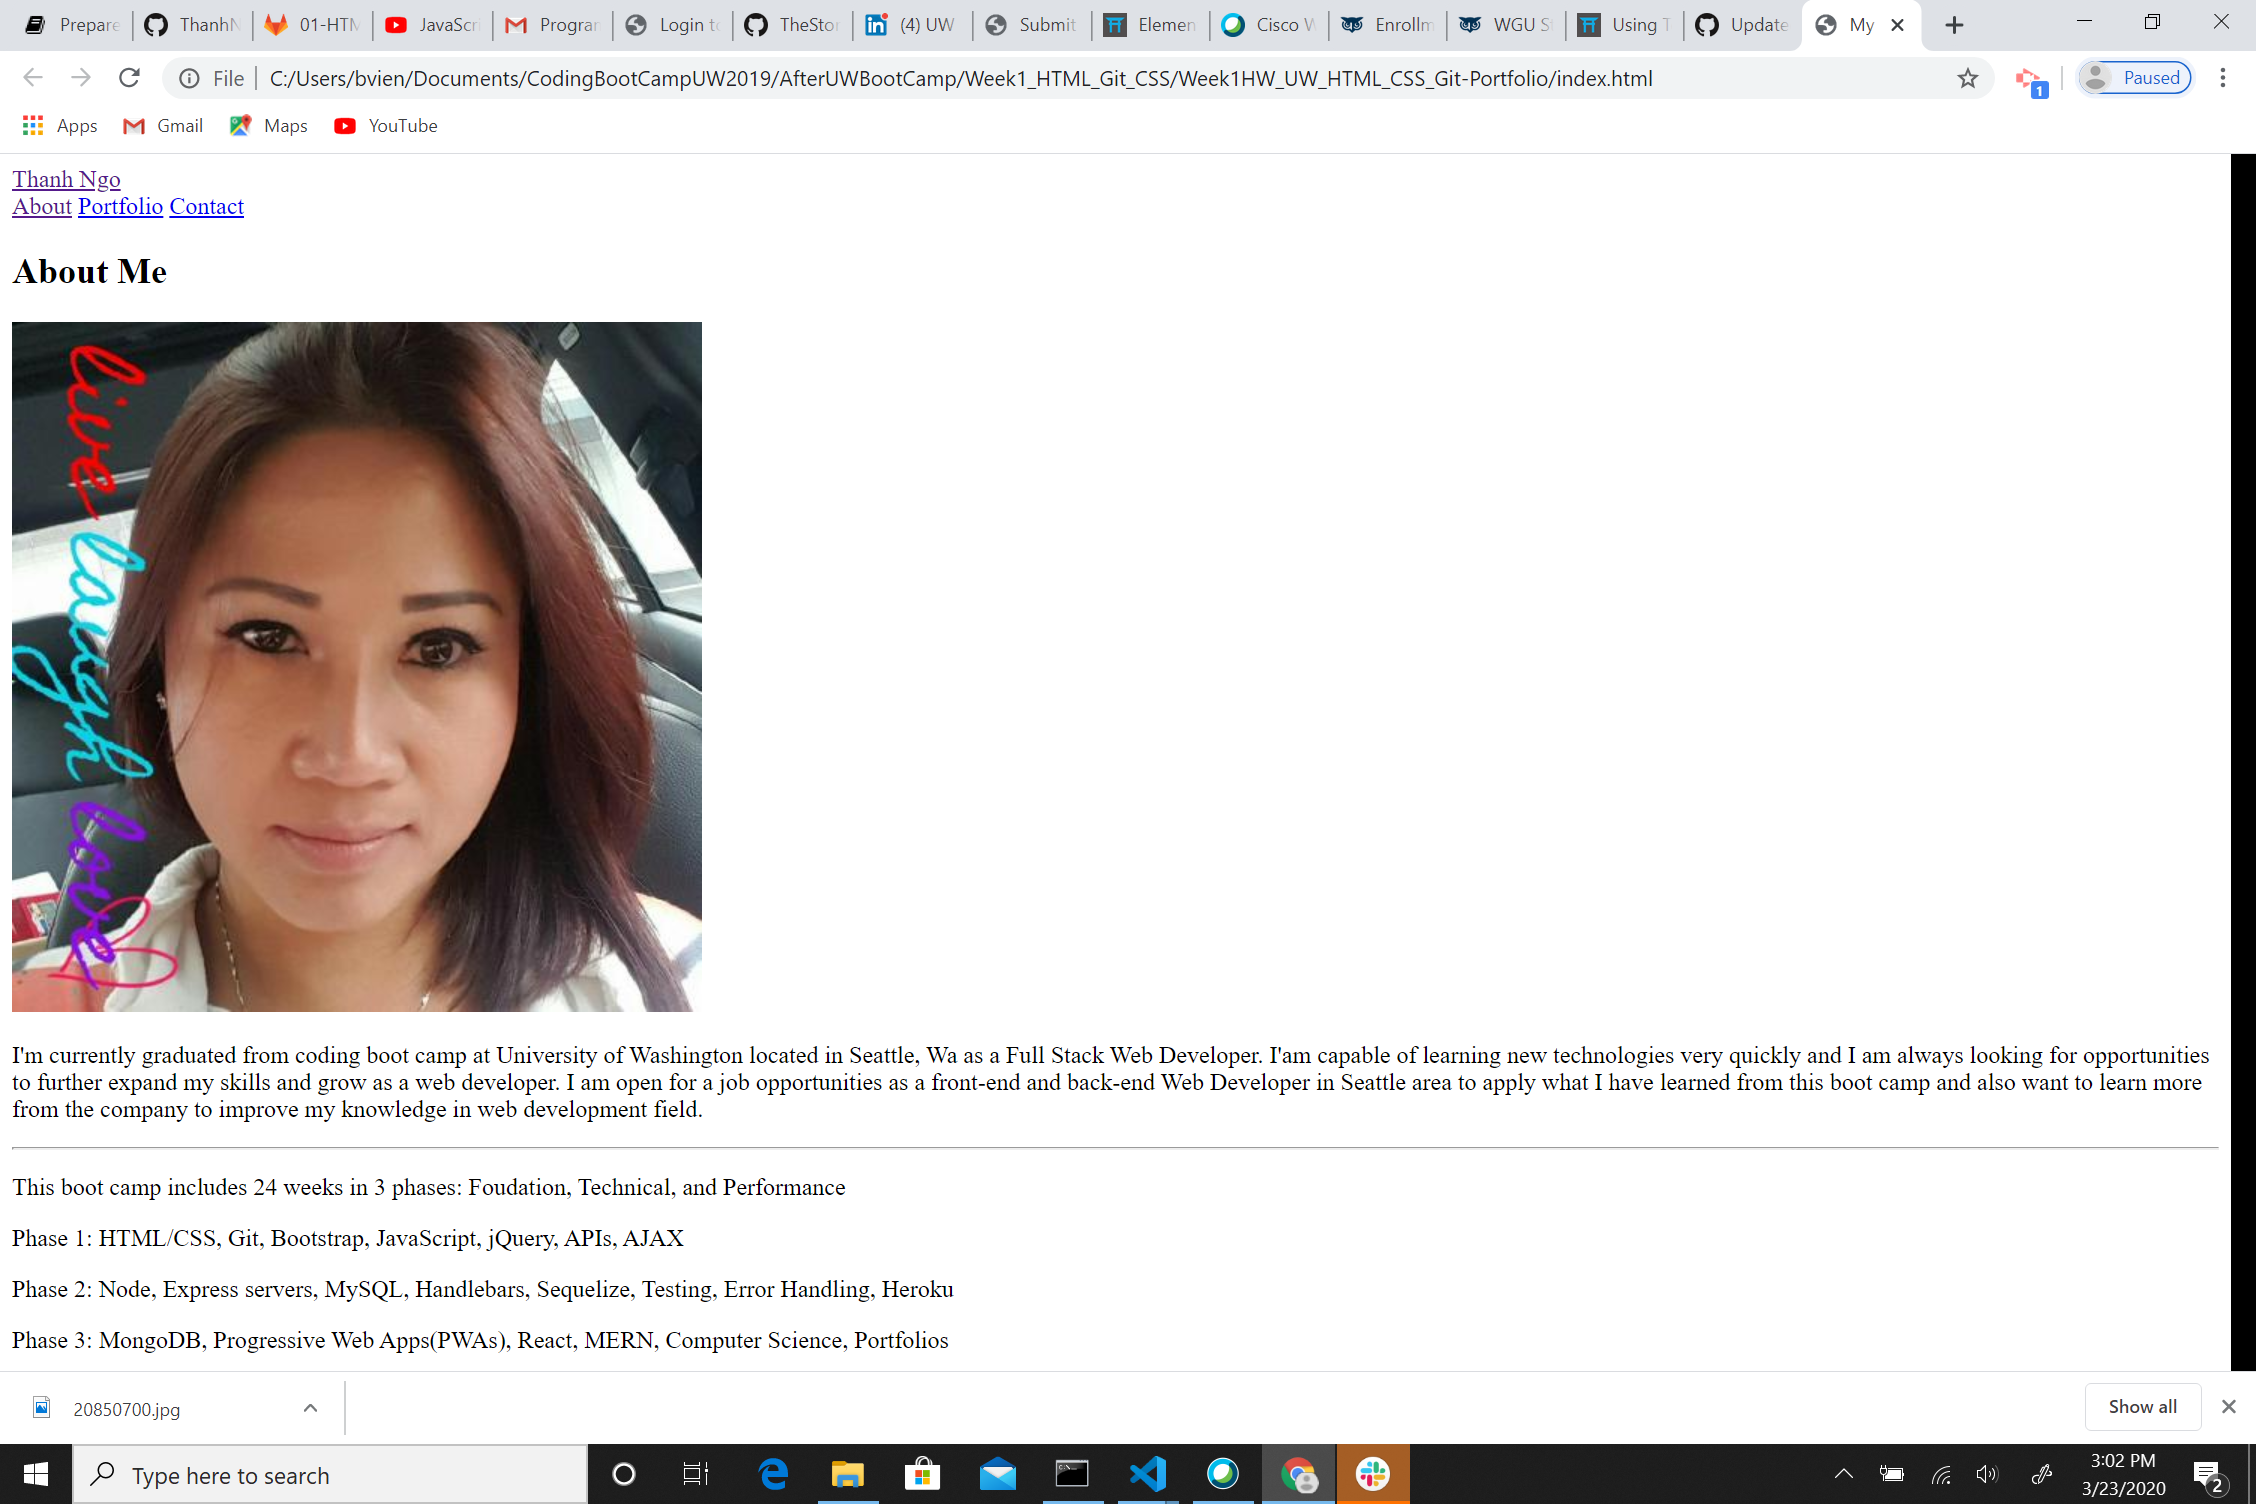 Prepare ThanhN 01-HTM JavaScri Program Login to TheStor (4) UW Submit Elemen Cisco W Enrollm WGU S Using T Update My
File C:/Users/bvien/Documents/CodingBootCampUW2019/AfterUWBootCamp/Week1_HTML_Git_CSS/Week1HW_UW_HTML_CSS_Git-Portfolio/index.html 1 Paused
Apps Gmail Maps YouTube
Thanh Ngo
About Portfolio Contact
About Me
live laugh love
I'm currently graduated from coding boot camp at University of Washington located in Seattle, Wa as a Full Stack Web Developer. I'am capable of learning new technologies very quickly and I am always looking for opportunities
to further expand my skills and grow as a web developer. I am open for a job opportunities as a front-end and back-end Web Developer in Seattle area to apply what I have learned from this boot camp and also want to learn more
from the company to improve my knowledge in web development field.
This boot camp includes 24 weeks in 3 phases: Foudation, Technical, and Performance
Phase 1: HTML/CSS, Git, Bootstrap, JavaScript, jQuery, APIs, AJAX
Phase 2: Node, Express servers, MySQL, Handlebars, Sequelize, Testing, Error Handling, Heroku
Phase 3: MongoDB, Progressive Web Apps(PWAs), React, MERN, Computer Science, Portfolios
20850700.jpg Show all
Type here to search
3:02 PM
3/23/2020
2